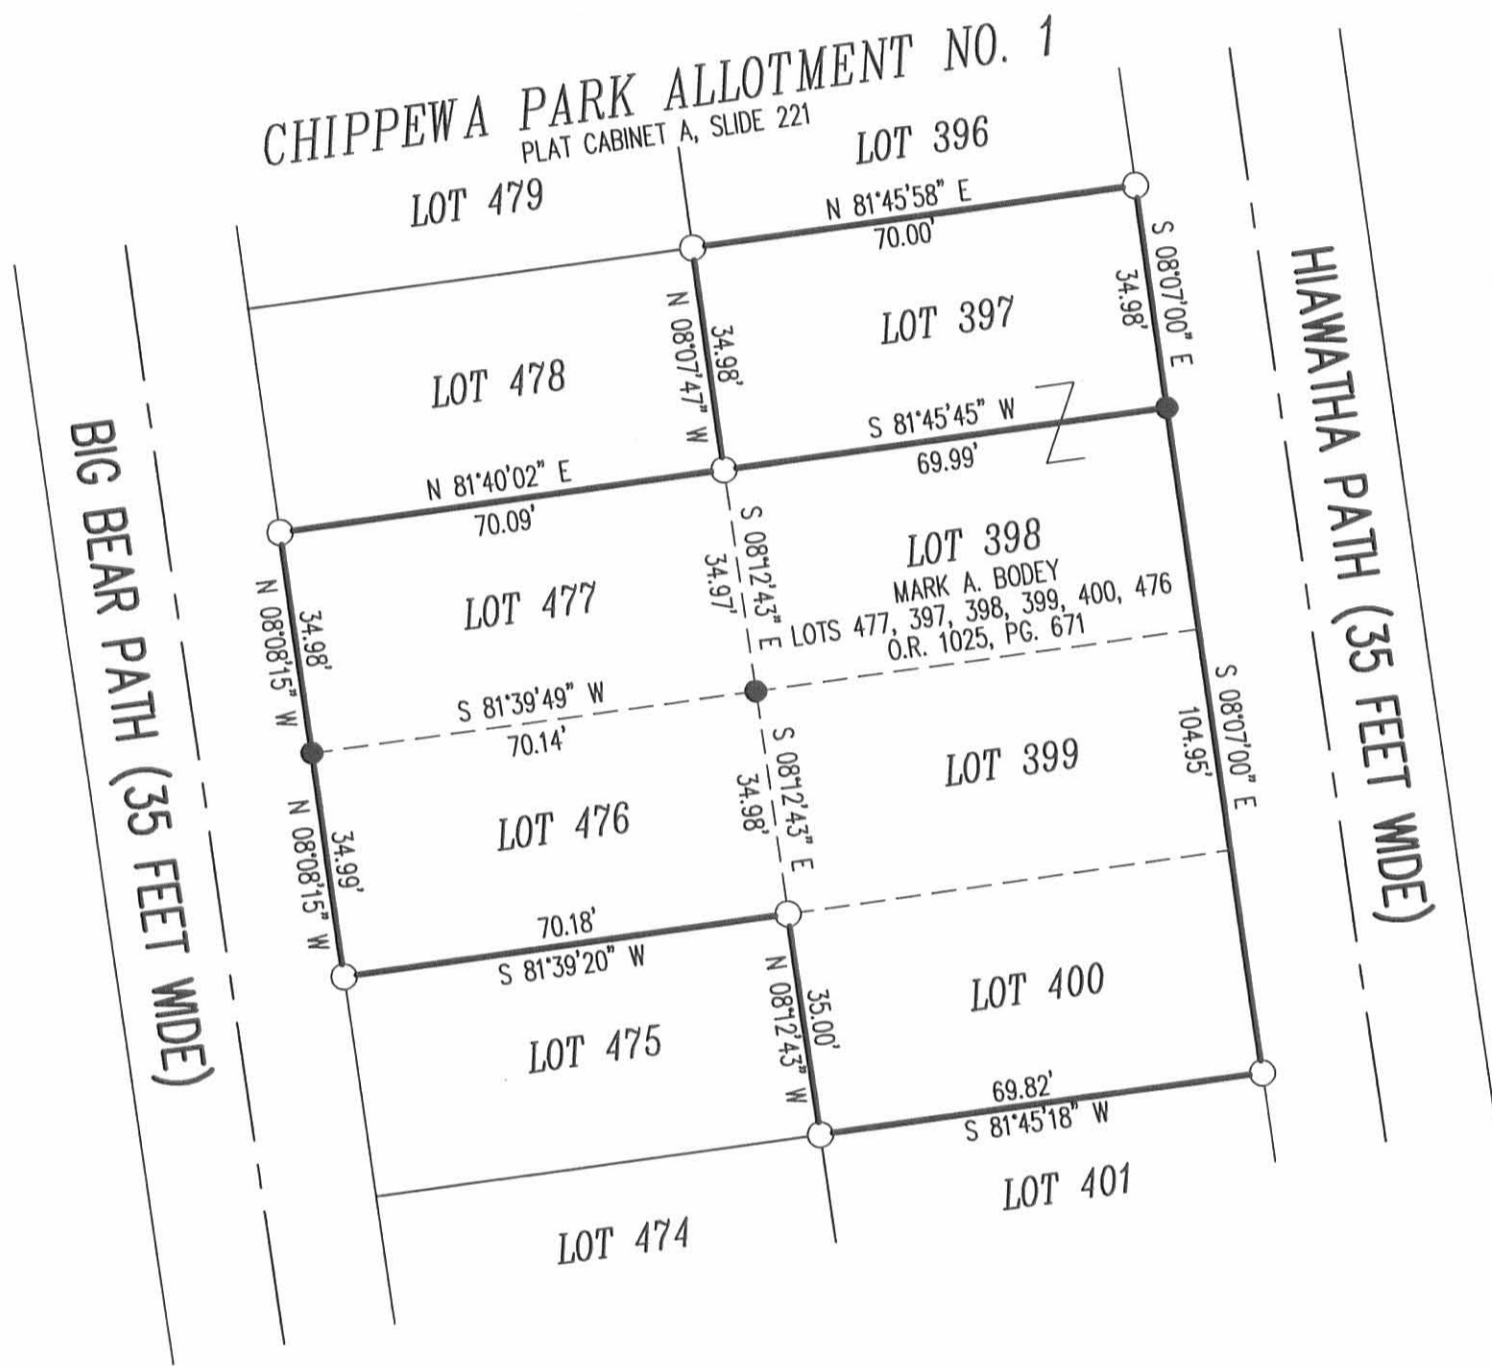 CHIPPEWA PARK ALLOTMENT NO. 1
PLAT CABINET A, SLIDE 221
LOT 479
LOT 396
N 81°45'58" E
70.00'
S 08°07'00" E
34.98'
LOT 397
N 08°07'47" W
34.98'
LOT 478
S 81°45'45" W
69.99'
N 81°40'02" E
70.09'
BIG BEAR PATH (35 FEET WIDE)
HIAWATHA PATH (35 FEET WIDE)
LOT 398
MARK A. BODEY
LOTS 477, 397, 398, 399, 400, 476
O.R. 1025, PG. 671
S 08°12'43" E
34.97'
LOT 477
N 08°08'15" W
34.98'
S 81°39'49" W
70.14'
S 08°12'43" E
34.98'
LOT 399
S 08°07'00" E
104.95'
LOT 476
N 08°08'15" W
34.99'
70.18'
S 81°39'20" W
N 08°12'43" W
35.00'
LOT 400
LOT 475
69.82'
S 81°45'18" W
LOT 401
LOT 474